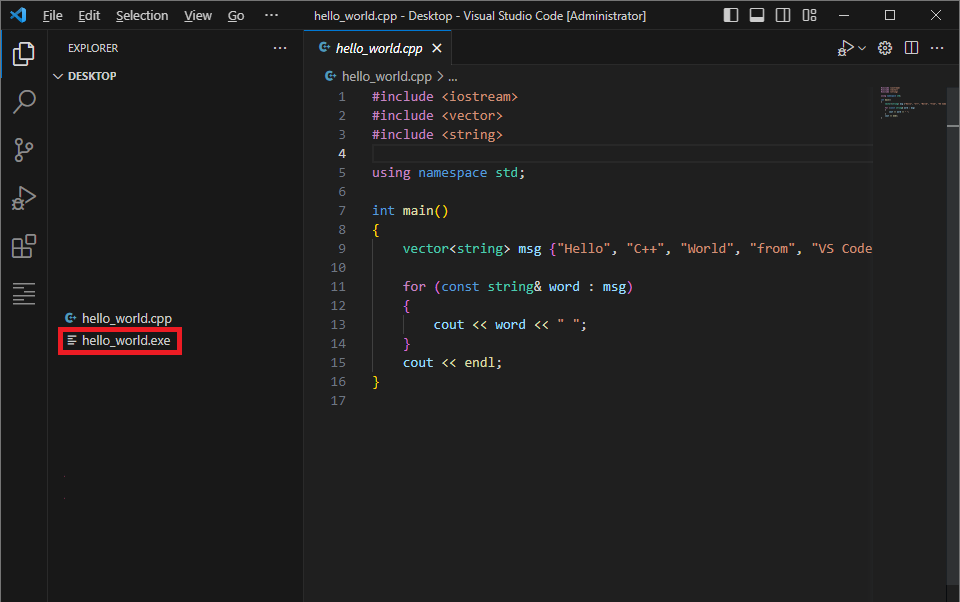 File Edit Selection View Go ··· hello_world.cpp - Desktop - Visual Studio Code [Administrator]
EXPLORER ···
DESKTOP
hello_world.cpp
hello_world.exe
hello_world.cpp
hello_world.cpp > ...
1 #include <iostream>
2 #include <vector>
3 #include <string>
4
5 using namespace std;
6
7 int main()
8 {
9 vector<string> msg {"Hello", "C++", "World", "from", "VS Code
10
11 for (const string& word : msg)
12 {
13 cout << word << " ";
14 }
15 cout << endl;
16 }
17